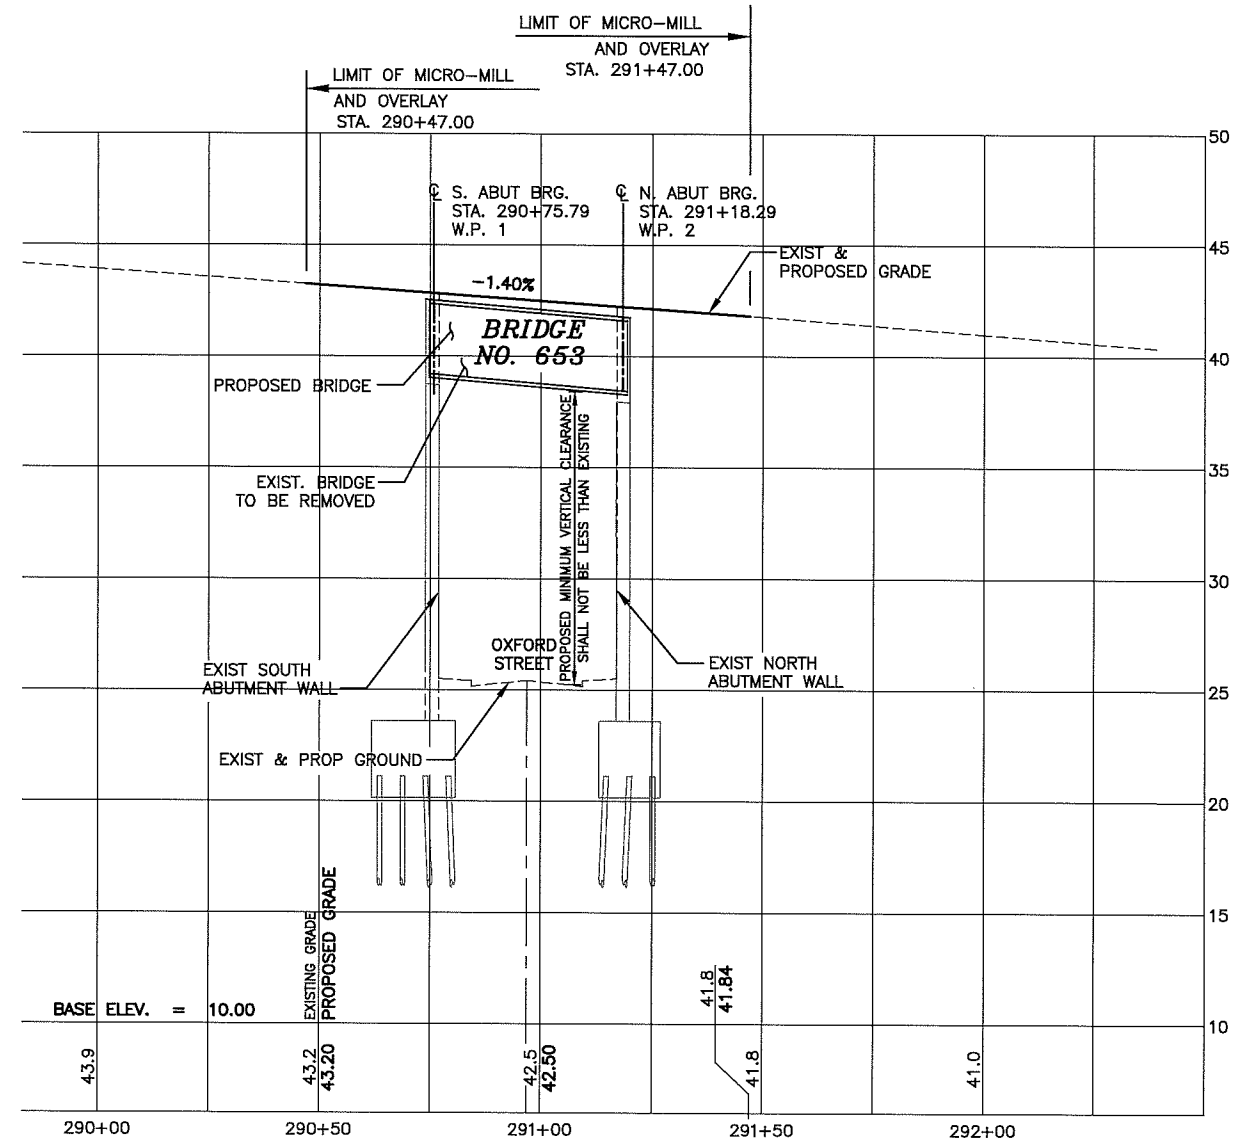 LIMIT OF MICRO-MILL
AND OVERLAY
STA. 291+47.00
LIMIT OF MICRO-MILL
AND OVERLAY
STA. 290+47.00
50
℄ S. ABUT BRG.
STA. 290+75.79
W.P. 1
℄ N. ABUT BRG.
STA. 291+18.29
W.P. 2
45
EXIST &
PROPOSED GRADE
-1.40%
BRIDGE
NO. 653
40
PROPOSED BRIDGE
EXIST. BRIDGE
TO BE REMOVED
PROPOSED MINIMUM VERTICAL CLEARANCE
SHALL NOT BE LESS THAN EXISTING
35
30
OXFORD
STREET
EXIST SOUTH
ABUTMENT WALL
EXIST NORTH
ABUTMENT WALL
25
EXIST & PROP GROUND
20
15
EXISTING GRADE
PROPOSED GRADE
BASE ELEV. = 10.00
10
43.9
43.2
43.20
42.5
42.50
41.8
41.84
41.8
41.0
290+00
290+50
291+00
291+50
292+00